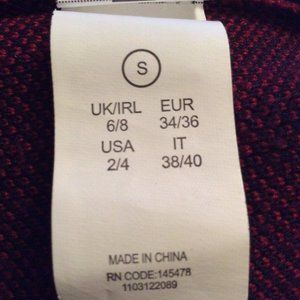 S
UK/IRL EUR
6/8 34/36
USA IT
2/4 38/40
MADE IN CHINA
RN CODE:145478
1103122089